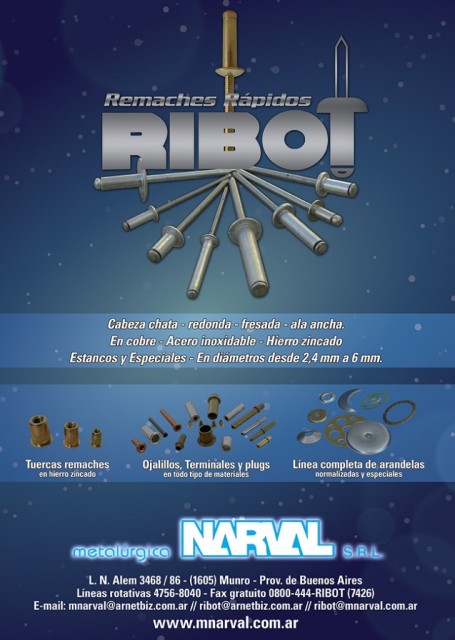 Remaches Rápidos
RIBOT
Cabeza chata - redonda - fresada - ala ancha.
En cobre - Acero inoxidable - Hierro zincado
Estancos y Especiales - En diámetros desde 2,4 mm a 6 mm.
Tuercas remaches
en hierro zincado
Ojalillos, Terminales y plugs
en todo tipo de materiales
Línea completa de arandelas
normalizadas y especiales
metalúrgica NARVAL S.R.L.
L. N. Alem 3468 / 86 - (1605) Munro - Prov. de Buenos Aires
Líneas rotativas 4756-8040 - Fax gratuito 0800-444-RIBOT (7426)
E-mail: mnarval@arnetbiz.com.ar // ribot@arnetbiz.com.ar // ribot@mnarval.com.ar
www.mnarval.com.ar